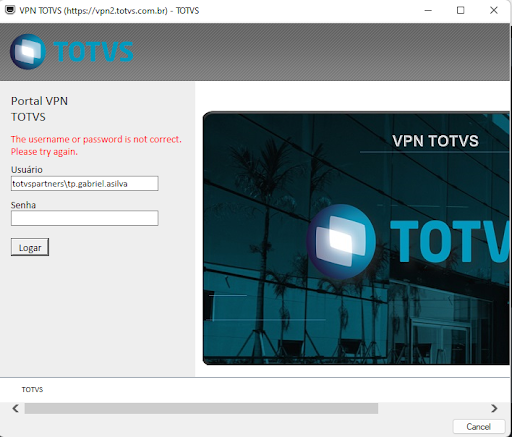 VPN TOTVS (https://vpn2.totvs.com.br) - TOTVS
TOTVS
Portal VPN
TOTVS
The username or password is not correct.
Please try again.
Usuário
totvspartners\tp.gabriel.asilva
Senha
Logar
VPN TOTVS
TOTV
TOTVS
Cancel